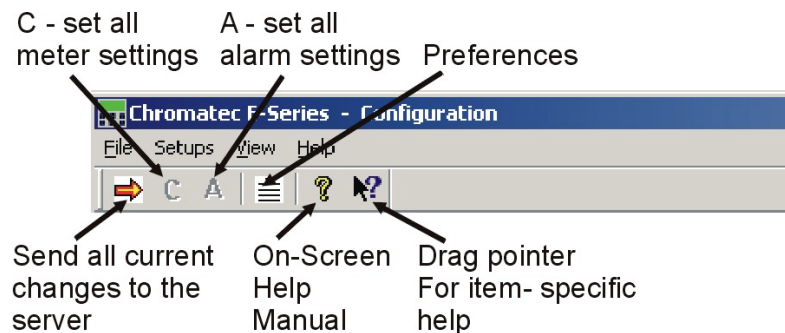 C - set all
meter settings
A - set all
alarm settings
Preferences
Chromatec F-Series - Configuration
File Setups View Help
C A ? ?
Send all current
changes to the
server
On-Screen
Help
Manual
Drag pointer
For item- specific
help